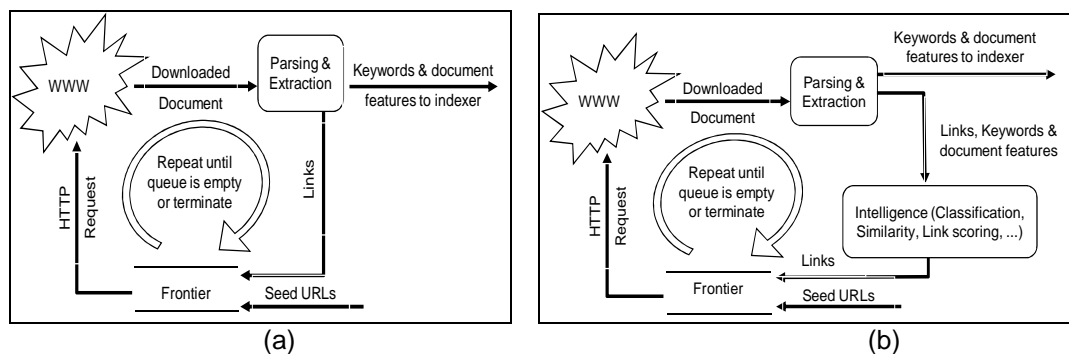 WWW
Downloaded
Document
Parsing &
Extraction
Keywords & document
features to indexer
Repeat until
queue is empty
or terminate
Links
HTTP
Request
Frontier
Seed URLs
(a)
WWW
Downloaded
Document
Parsing &
Extraction
Keywords & document
features to indexer
Links, Keywords &
document features
Repeat until
queue is empty
or terminate
Intelligence (Classification,
Similarity, Link scoring, ...)
HTTP
Request
Links
Frontier
Seed URLs
(b)